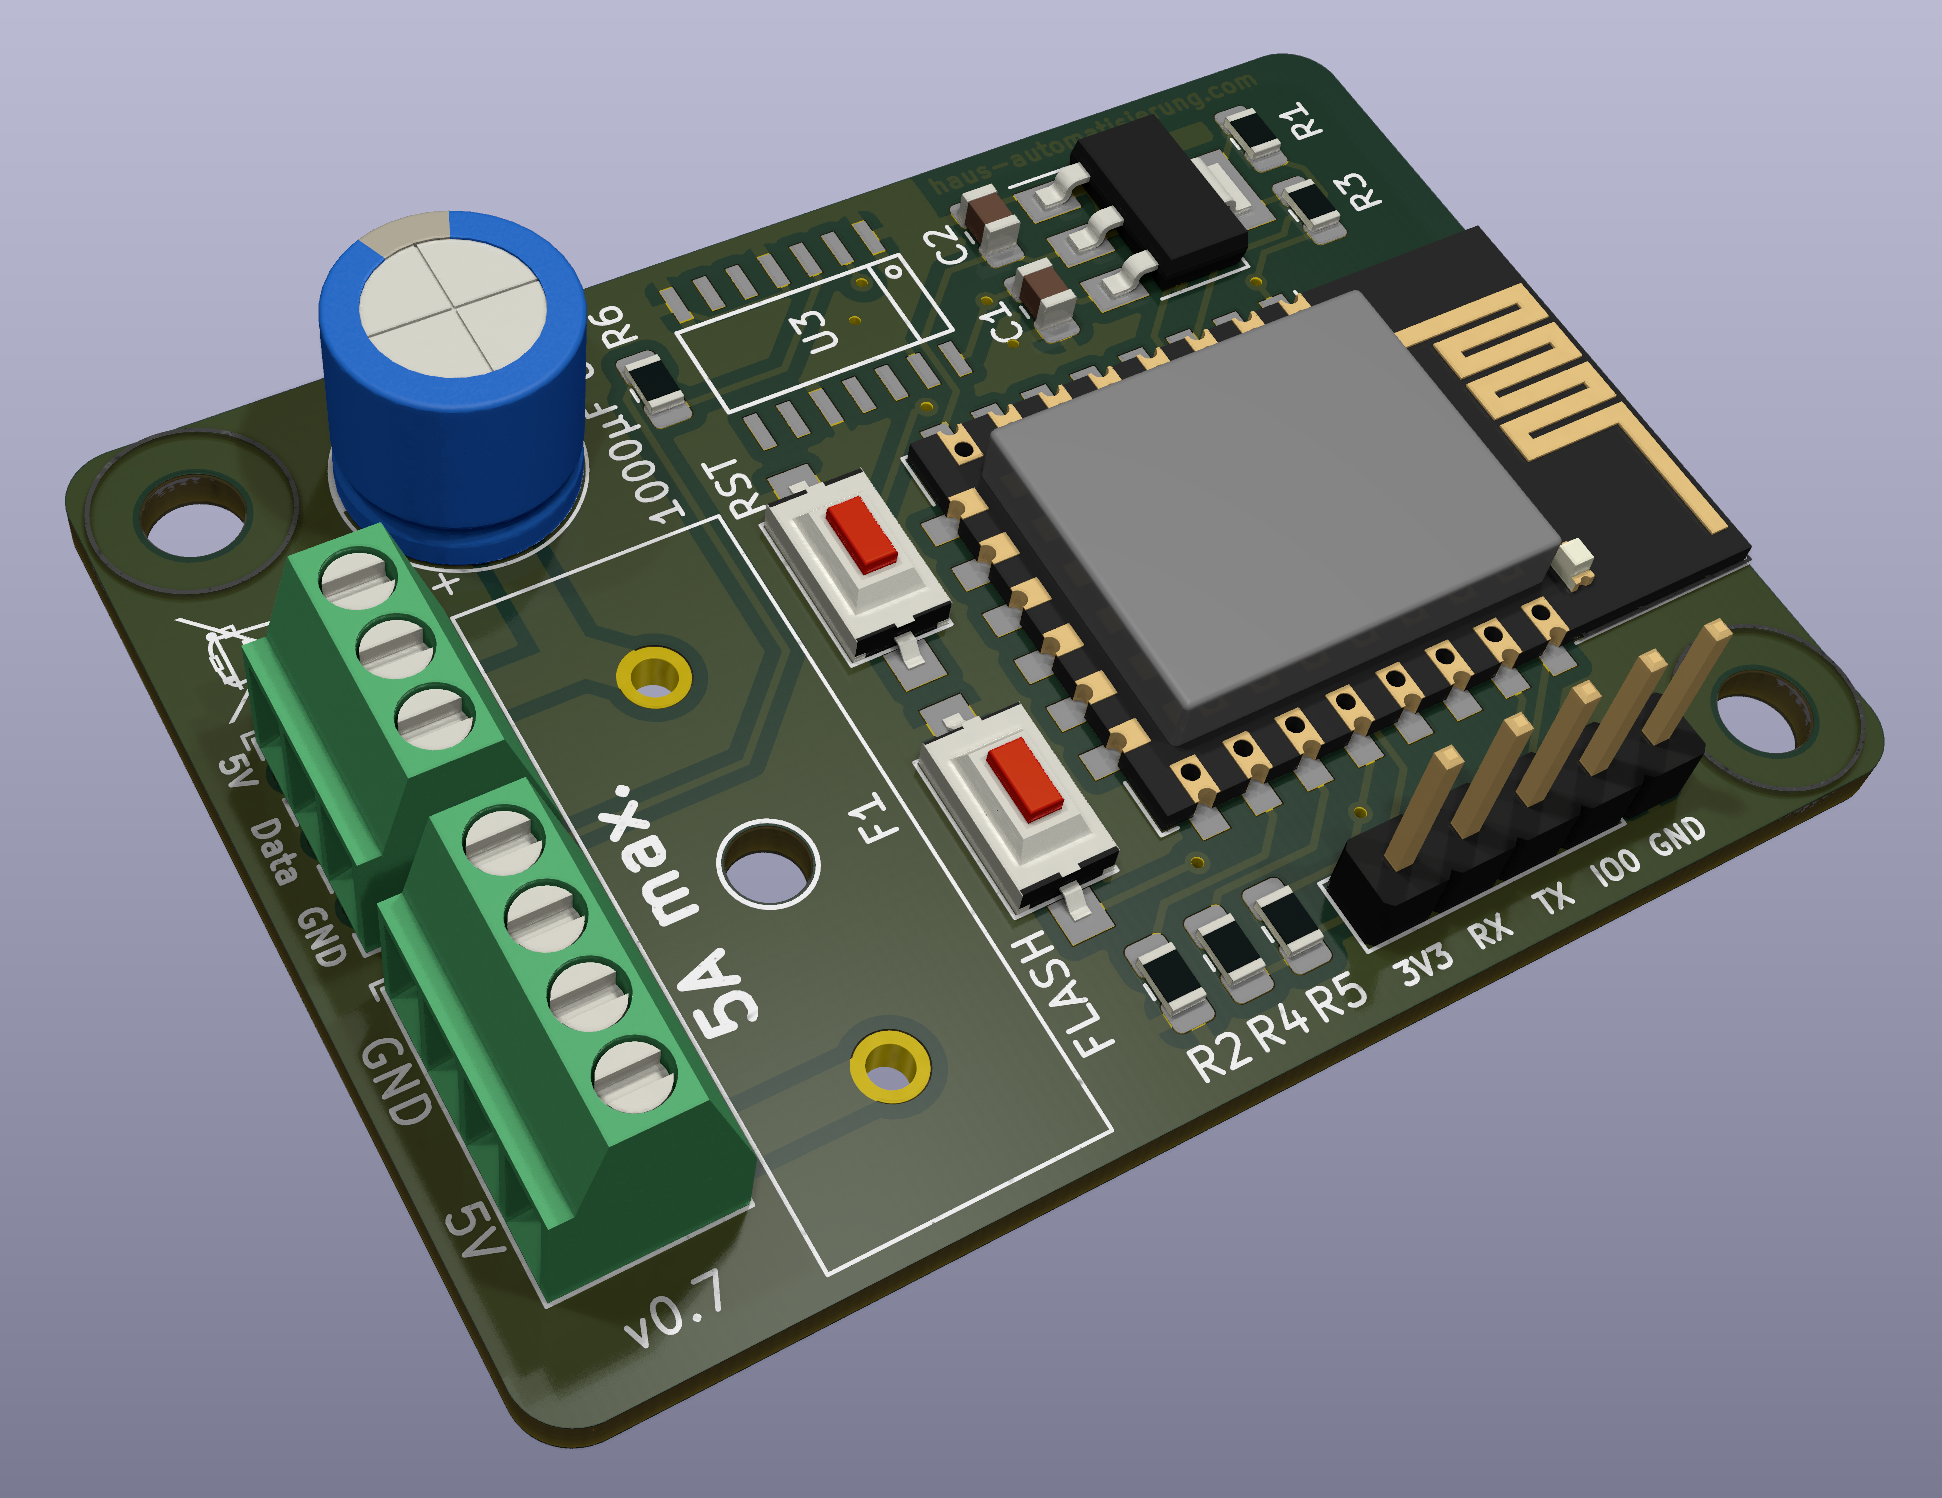 haus-automatisierung.com
R1
R3
C2
C1
U3
R6
1000µF
RST
+
F1
5A max.
FLASH
5V
Data
GND
GND
5V
v0.7
R2
R4
R5
3V3
RX
TX
IO0
GND